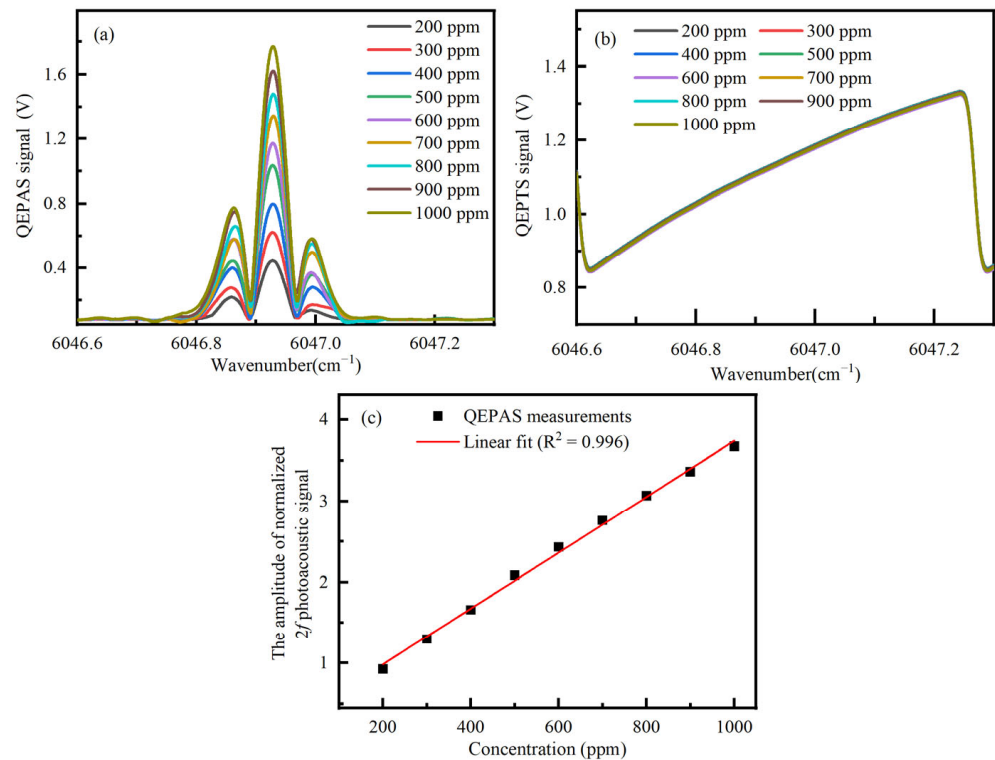 (a)
200 ppm
300 ppm
400 ppm
500 ppm
600 ppm
700 ppm
800 ppm
900 ppm
1000 ppm
1.6
1.2
0.8
0.4
QEPAS signal (V)
6046.6 6046.8 6047.0 6047.2
Wavenumber(cm⁻¹)
(b)
200 ppm 300 ppm
400 ppm 500 ppm
600 ppm 700 ppm
800 ppm 900 ppm
1000 ppm
1.4
1.2
1.0
0.8
QEPTS signal (V)
6046.6 6046.8 6047.0 6047.2
Wavenumber(cm⁻¹)
(c)
QEPAS measurements
Linear fit (R² = 0.996)
4
3
2
1
The amplitude of normalized
2f photoacoustic signal
200 400 600 800 1000
Concentration (ppm)